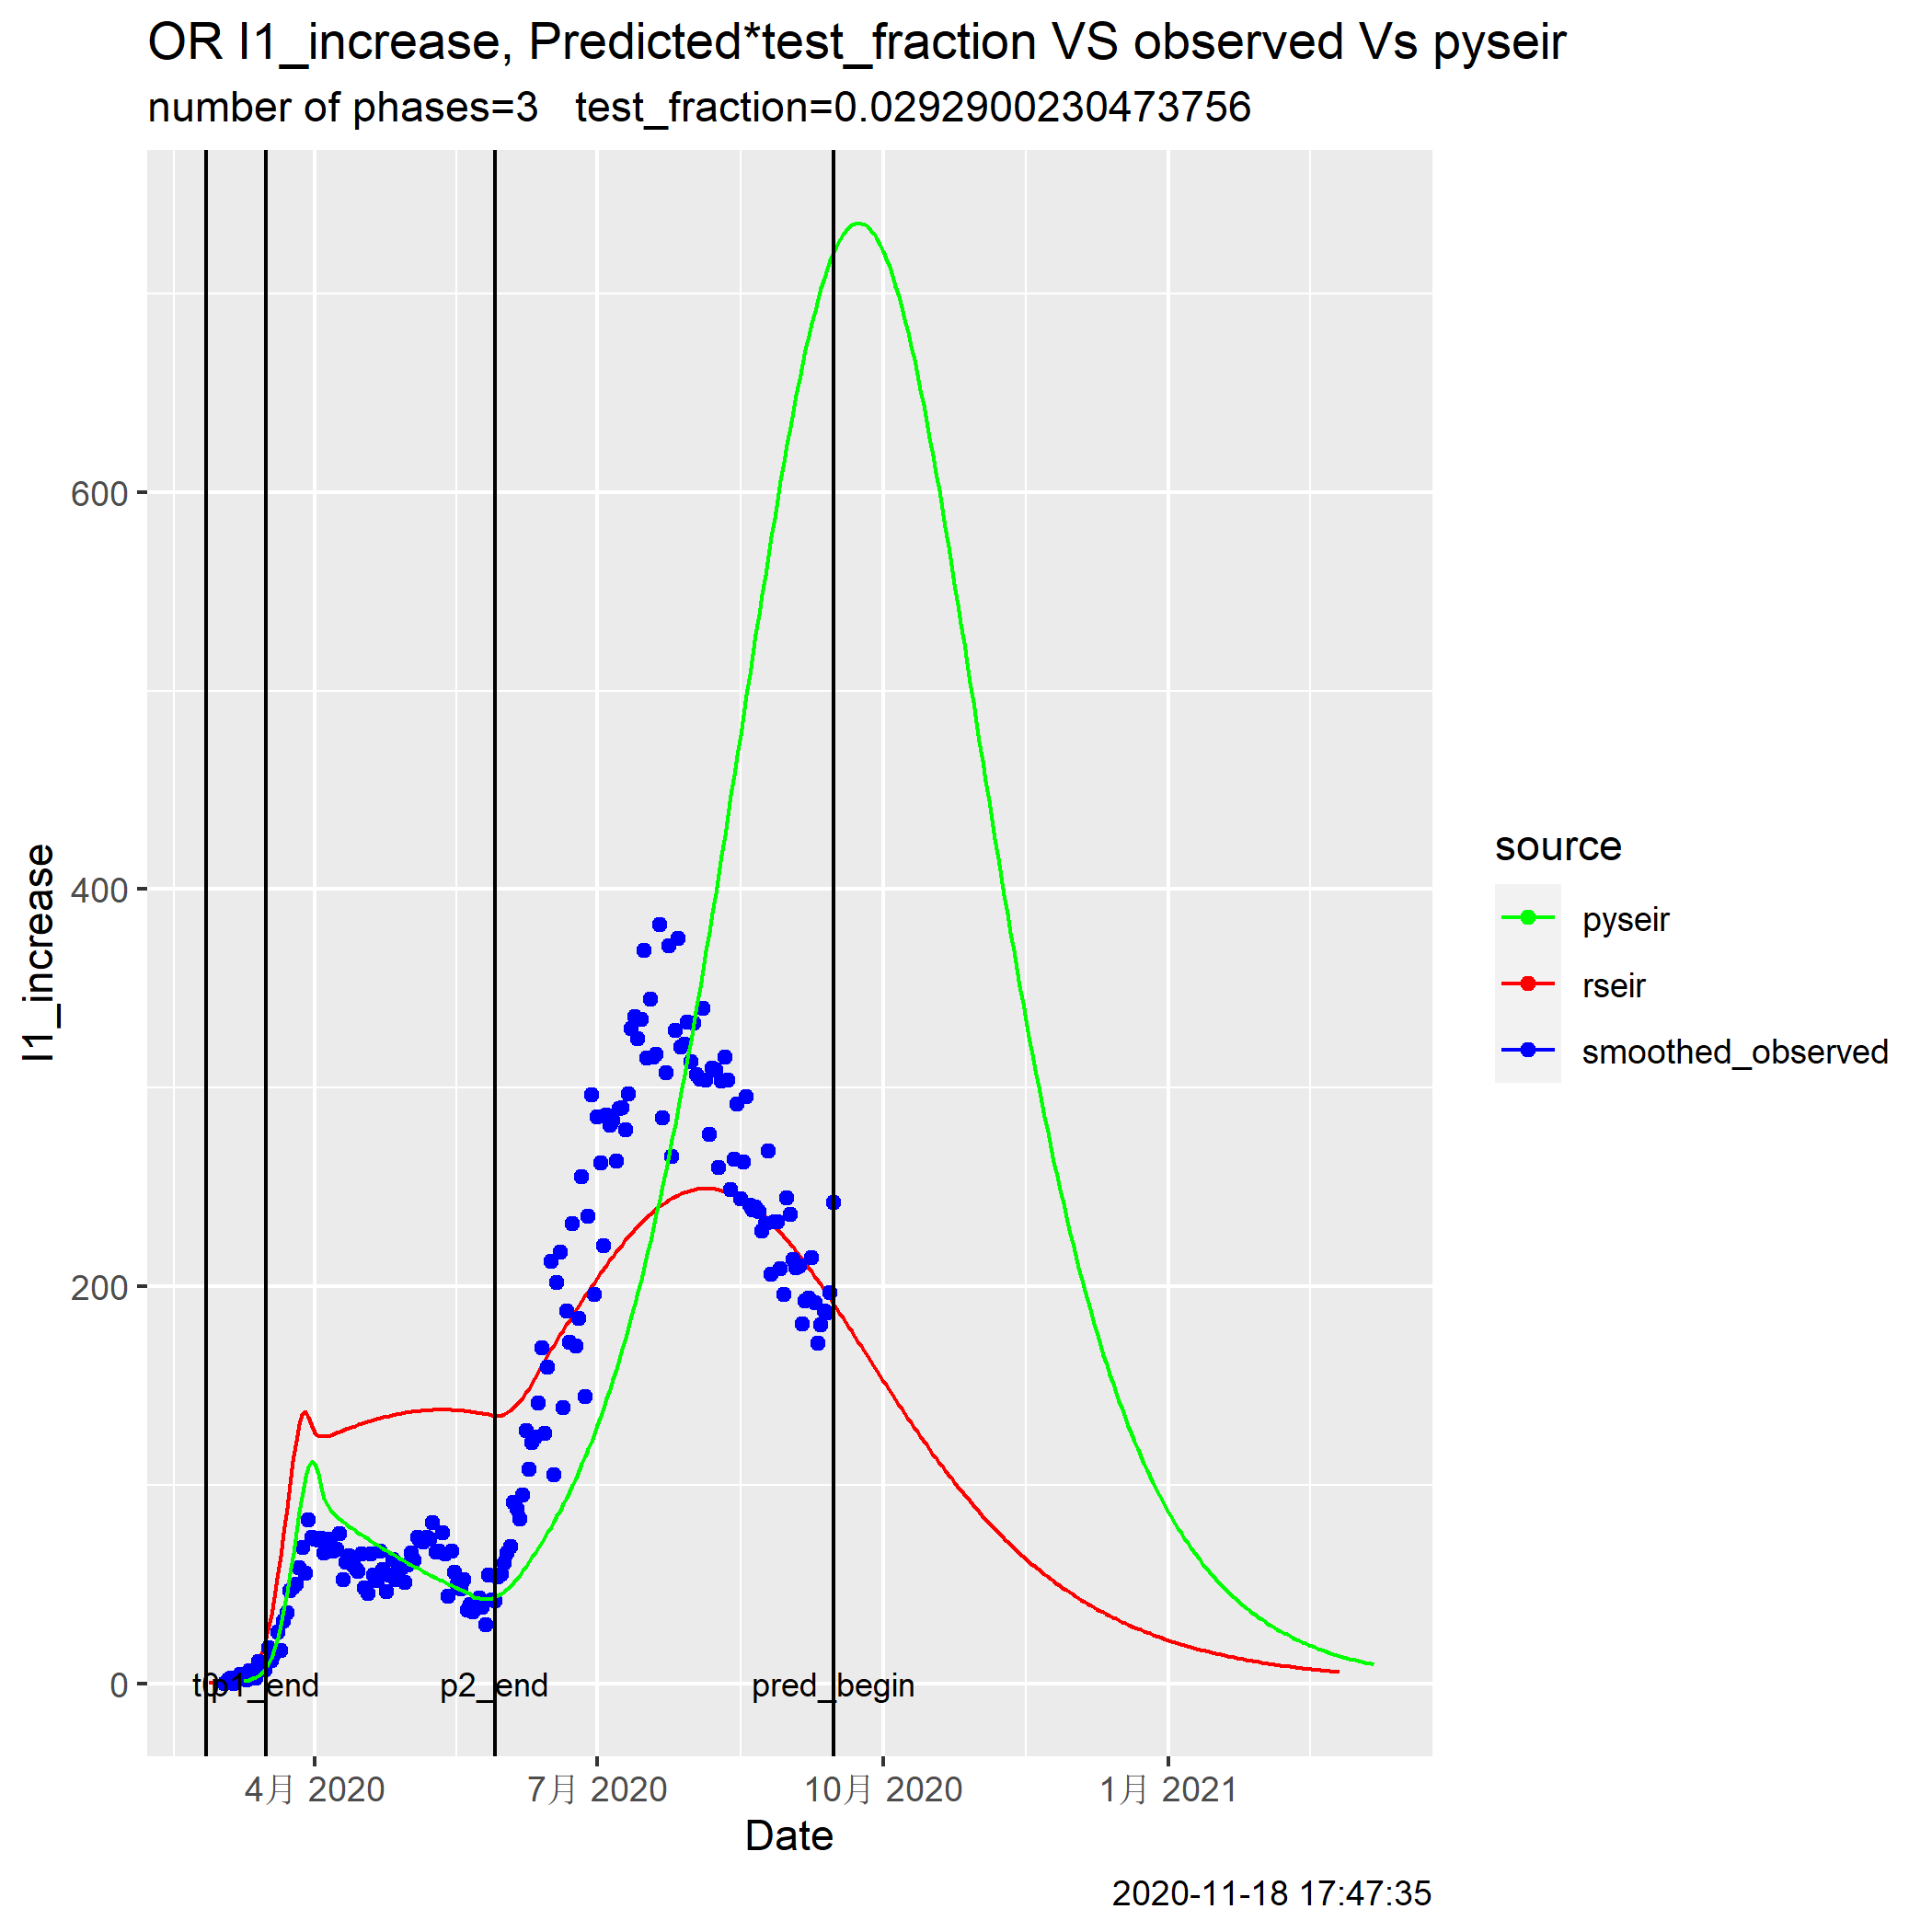 OR I1_increase, Predicted*test_fraction VS observed Vs pyseir
number of phases=3   test_fraction=0.0292900230473756
I1_increase
600
400
200
0
t0
p1_end
p2_end
pred_begin
4月 2020
7月 2020
10月 2020
1月 2021
Date
source
pyseir
rseir
smoothed_observed
2020-11-18 17:47:35